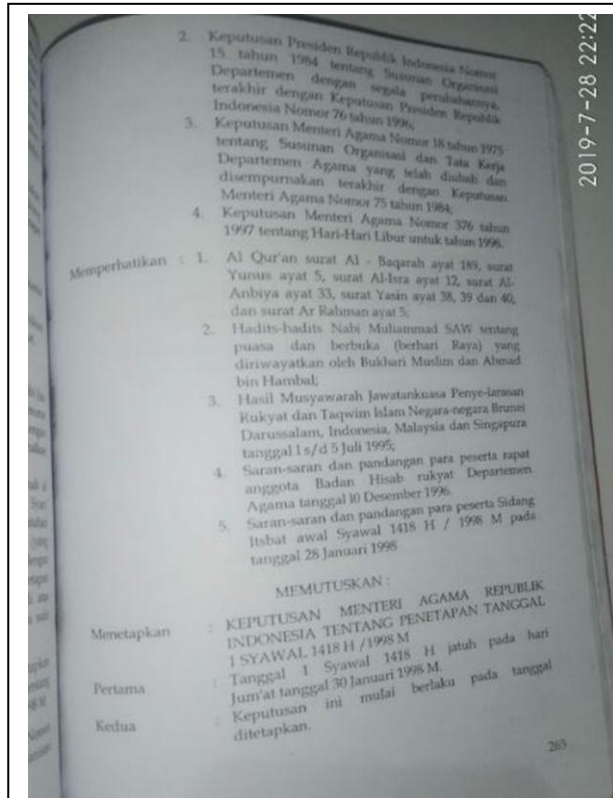 2019-7-28 22:22
2. Keputusan Presiden Republik Indonesia Nomor
15 tahun 1984 tentang Susunan Organisasi
Departemen dengan segala perubahannya,
terakhir dengan Keputusan Presiden Republik
Indonesia Nomor 76 tahun 1996;
3. Keputusan Menteri Agama Nomor 18 tahun 1975
tentang Susunan Organisasi dan Tata Kerja
Departemen Agama yang telah diubah dan
disempurnakan terakhir dengan Keputusan
Menteri Agama Nomor 75 tahun 1984;
4. Keputusan Menteri Agama Nomor 376 tahun
1997 tentang Hari-Hari Libur untuk tahun 1998.
Memperhatikan : 1. Al Qur'an surat Al - Baqarah ayat 189, surat
Yunus ayat 5, surat Al-Isra ayat 12, surat Al-
Anbiya ayat 33, surat Yasin ayat 38, 39 dan 40,
dan surat Ar Rahman ayat 5;
2. Hadits-hadits Nabi Muhammad SAW tentang
puasa dan berbuka (berhari Raya) yang
diriwayatkan oleh Bukhari Muslim dan Ahmad
bin Hambal;
3. Hasil Musyawarah Jawatankuasa Penye-larasan
Rukyat dan Taqwim Islam Negara-negara Brunei
Darussalam, Indonesia, Malaysia dan Singapura
tanggal 1 s/d 5 Juli 1995;
4. Saran-saran dan pandangan para peserta rapat
anggota Badan Hisab rukyat Departemen
Agama tanggal 10 Desember 1996.
5. Saran-saran dan pandangan para peserta Sidang
Itsbat awal Syawal 1418 H / 1998 M pada
tanggal 28 Januari 1998
MEMUTUSKAN :
Menetapkan : KEPUTUSAN MENTERI AGAMA REPUBLIK
INDONESIA TENTANG PENETAPAN TANGGAL
1 SYAWAL 1418 H /1998 M
Pertama : Tanggal 1 Syawal 1418 H jatuh pada hari
Jum'at tanggal 30 Januari 1998 M.
Kedua : Keputusan ini mulai berlaku pada tanggal
ditetapkan.
265